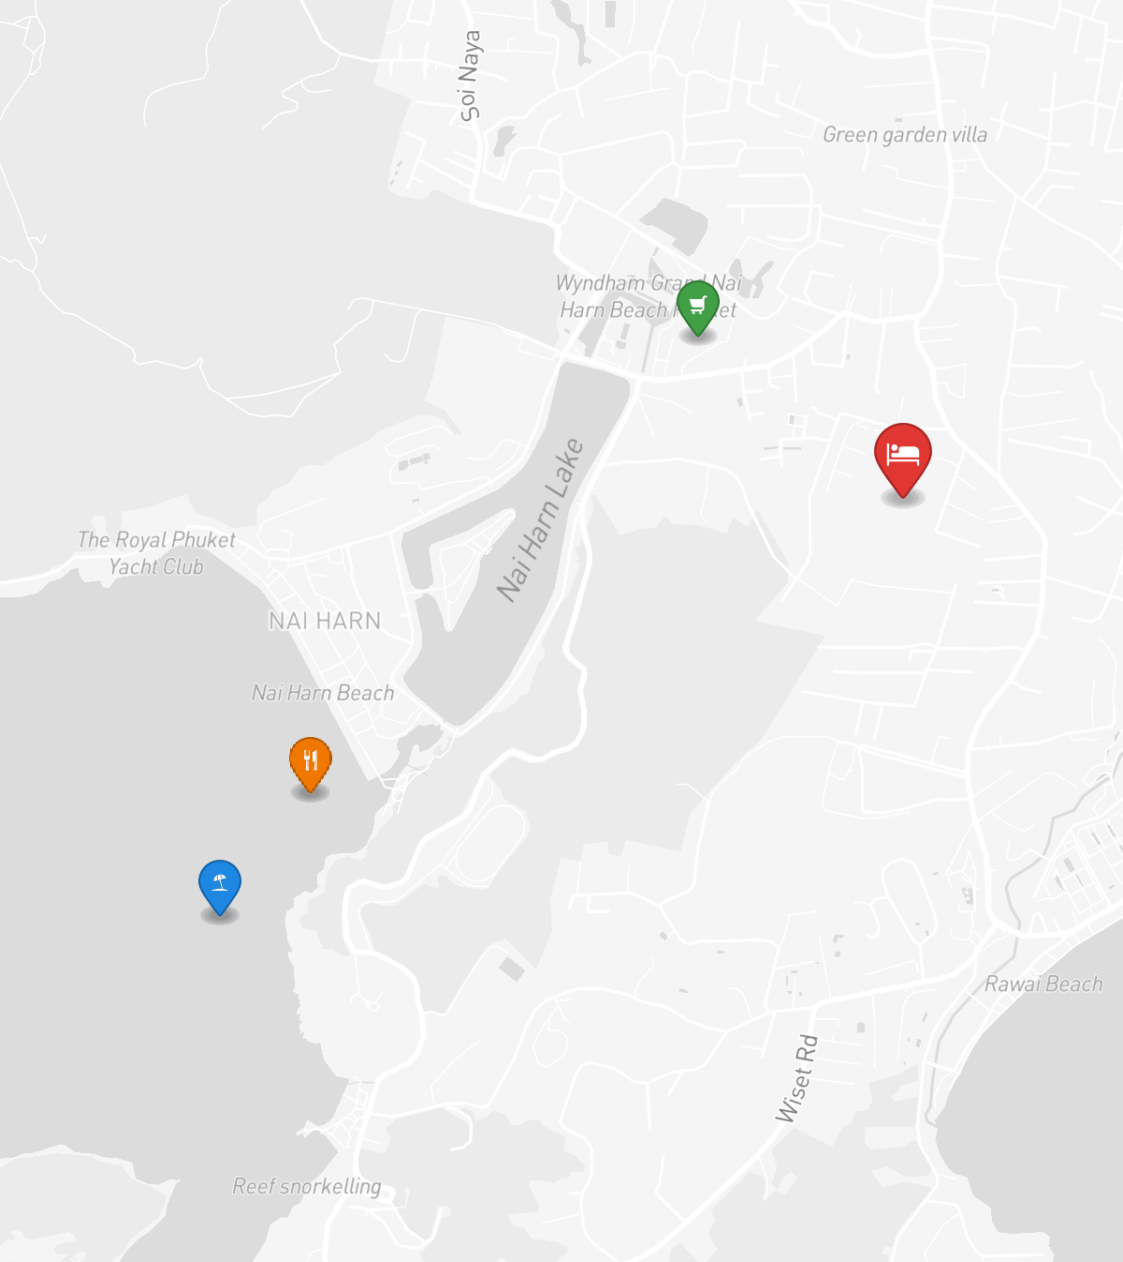 Soi Naya
Green garden villa
Wyndham Grand Nai
Harn Beach
Nai Harn Lake
The Royal Phuket
Yacht Club
NAI HARN
Nai Harn Beach
Rawai Beach
Wiset Rd
Reef snorkelling